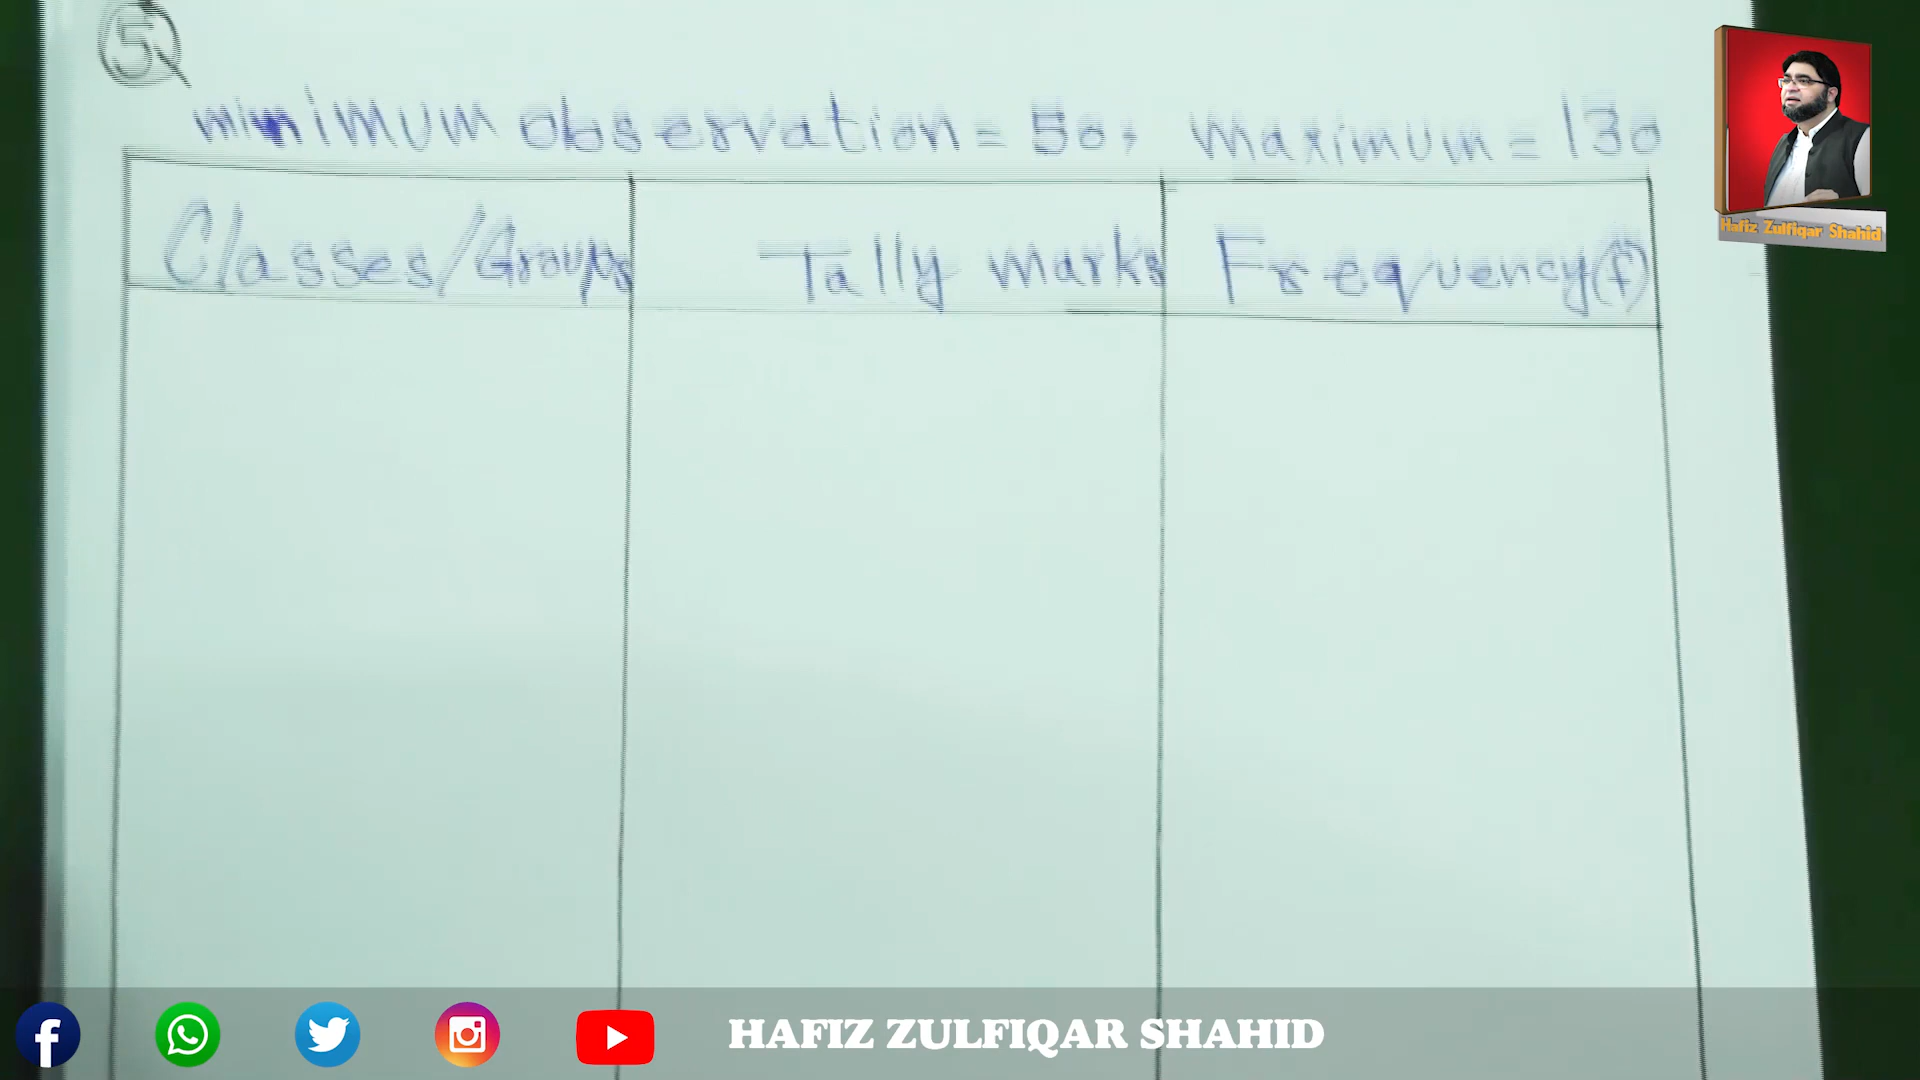 5
minimum observation = 50, maximum = 130
Classes/Groups Tally marks Frequency(f)
Hafiz Zulfiqar Shahid
HAFIZ ZULFIQAR SHAHID